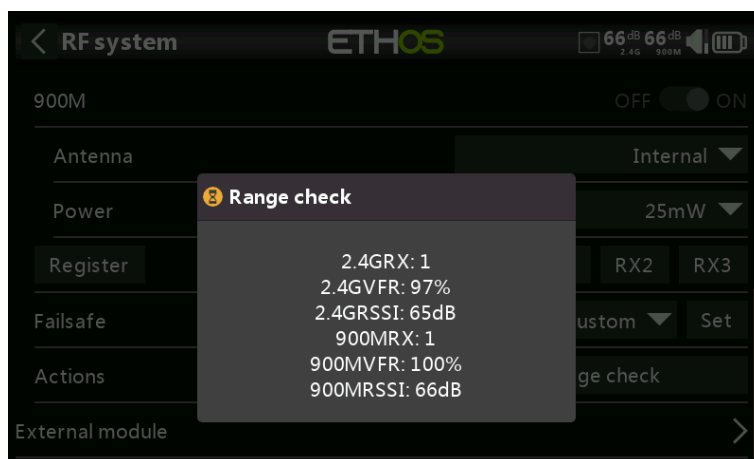 RF system
ETHOS
66dB 66dB
2.4G 900M
900M
OFF ON
Antenna
Internal
Power
25mW
Range check
2.4GRX: 1
2.4GVFR: 97%
2.4GRSSI: 65dB
900MRX: 1
900MVFR: 100%
900MRSSI: 66dB
Register
RX2 RX3
Failsafe
ustom Set
Actions
ge check
External module